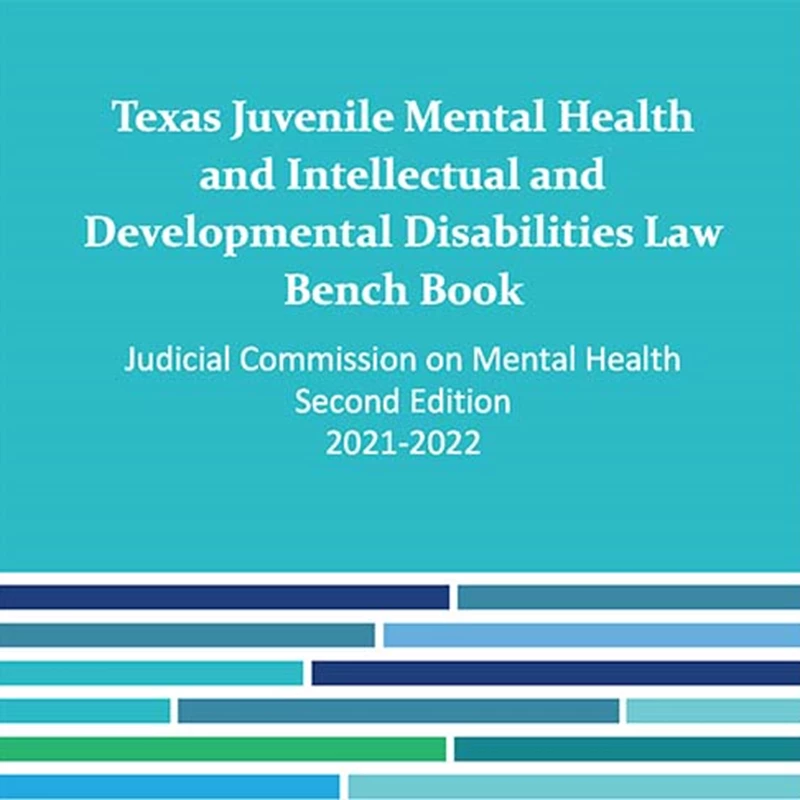 Texas Juvenile Mental Health
and Intellectual and
Developmental Disabilities Law
Bench Book
Judicial Commission on Mental Health
Second Edition
2021-2022